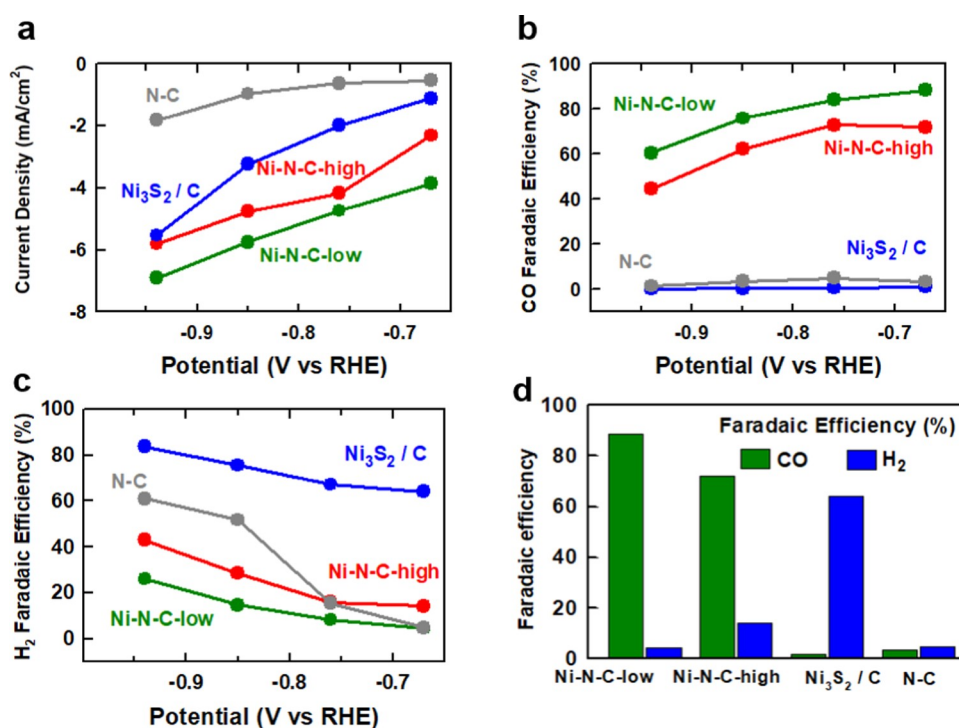 a
0
-2
-4
-6
-8
Current Density (mA/cm²)
N-C
Ni₃S₂ / C
Ni-N-C-high
Ni-N-C-low
-0.9
-0.8
-0.7
Potential (V vs RHE)
b
100
80
60
40
20
0
CO Faradaic Efficiency (%)
Ni-N-C-low
Ni-N-C-high
N-C
Ni₃S₂ / C
-0.9
-0.8
-0.7
Potential (V vs RHE)
c
100
80
60
40
20
0
H₂ Faradaic Efficiency (%)
Ni₃S₂ / C
N-C
Ni-N-C-high
Ni-N-C-low
-0.9
-0.8
-0.7
Potential (V vs RHE)
d
100
80
60
40
20
0
Faradaic efficiency
Faradaic Efficiency (%)
CO
H₂
Ni-N-C-low
Ni-N-C-high
Ni₃S₂ / C
N-C